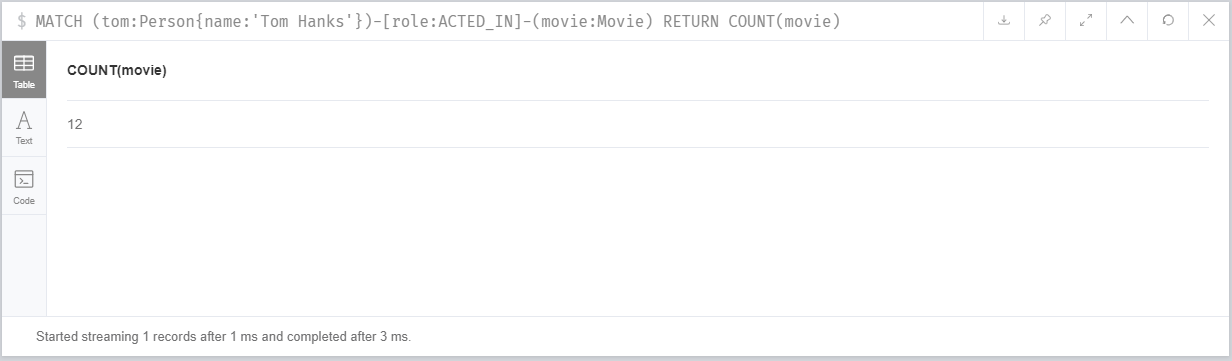 $ MATCH (tom:Person{name:'Tom Hanks'})-[role:ACTED_IN]-(movie:Movie) RETURN COUNT(movie)
Table
COUNT(movie)
12
A
Text
Code
Started streaming 1 records after 1 ms and completed after 3 ms.